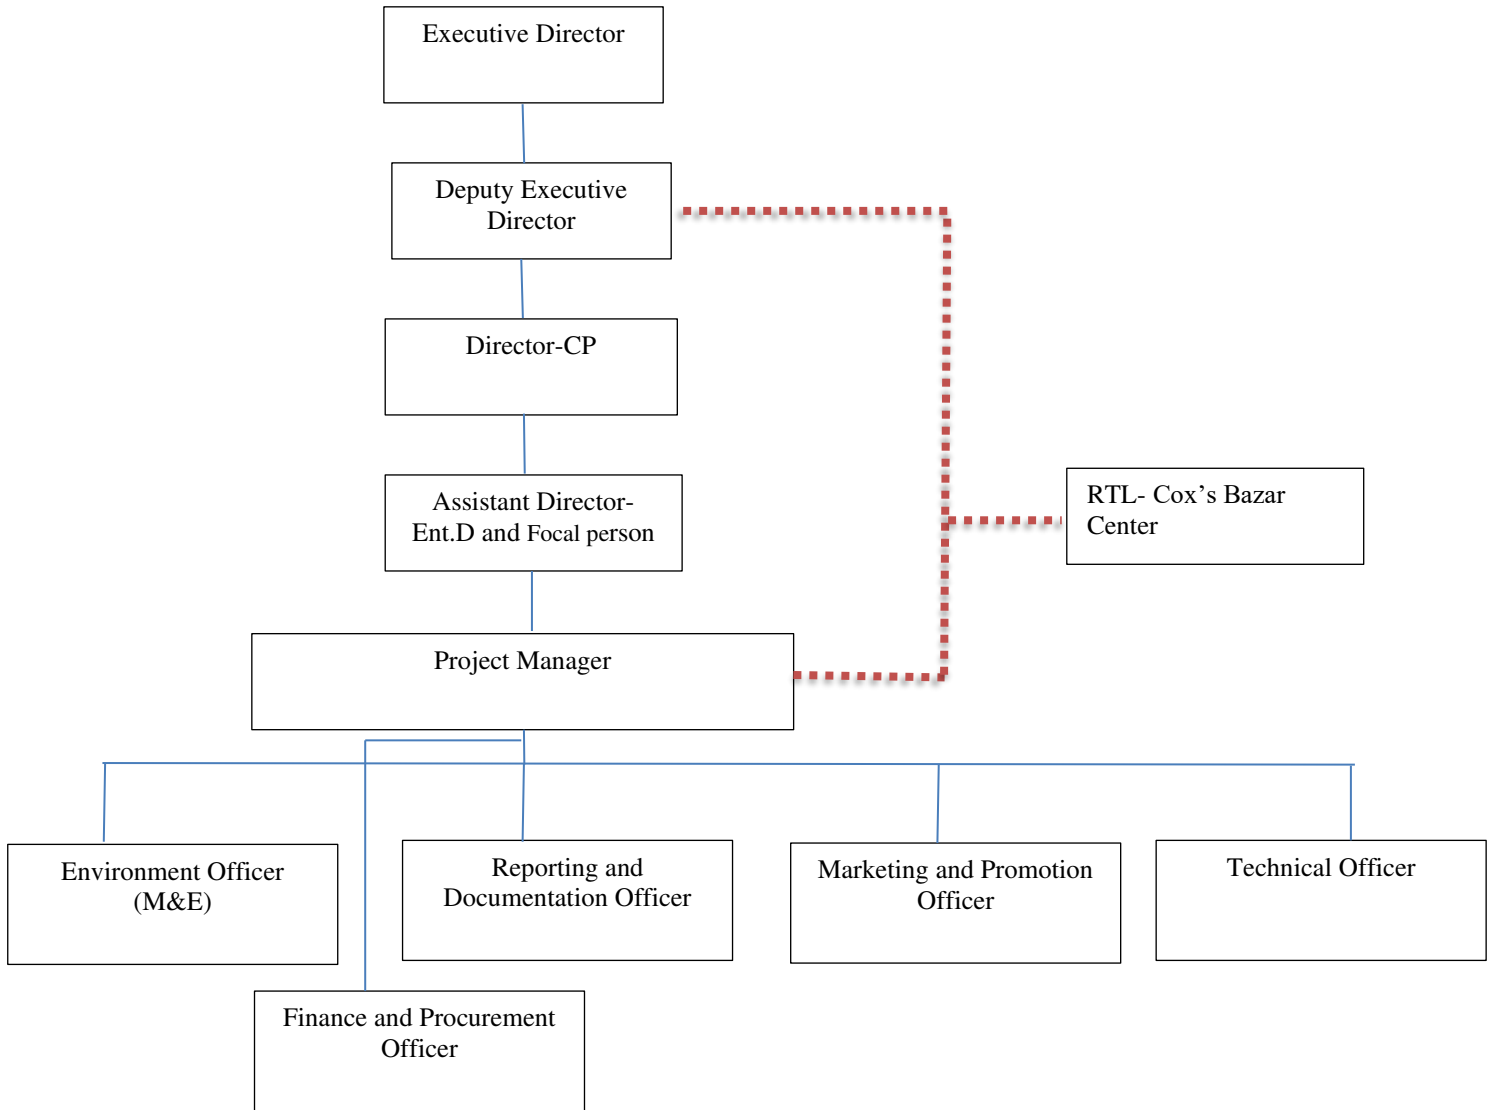 Executive Director
Deputy Executive
Director
Director-CP
Assistant Director-
Ent.D and Focal person
RTL- Cox’s Bazar
Center
Project Manager
Environment Officer
(M&E)
Reporting and
Documentation Officer
Marketing and Promotion
Officer
Technical Officer
Finance and Procurement
Officer